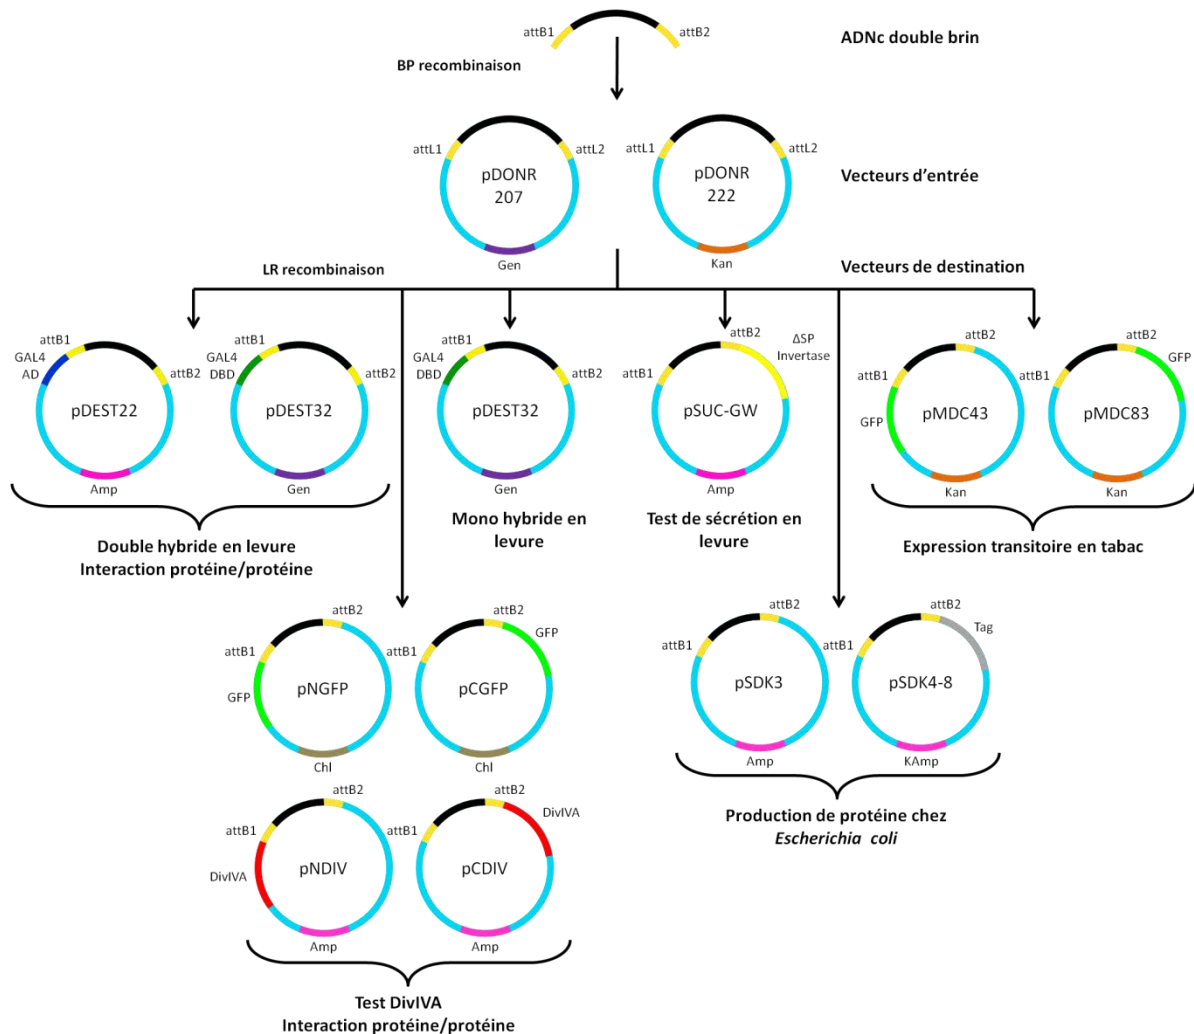 attB1
attB2
ADNc double brin
BP recombinaison
attL1
attL2
attL1
attL2
pDONR
207
pDONR
222
Vecteurs d'entrée
Gen
Kan
LR recombinaison
Vecteurs de destination
attB1
GAL4
AD
attB2
pDEST22
Amp
attB1
GAL4
DBD
attB2
pDEST32
Gen
attB1
GAL4
DBD
attB2
pDEST32
Gen
attB2
ΔSP
Invertase
attB1
pSUC-GW
Amp
attB2
attB1
GFP
pMDC43
Kan
attB2
GFP
attB1
pMDC83
Kan
Double hybride en levure
Interaction protéine/protéine
Mono hybride en
levure
Test de sécrétion en
levure
Expression transitoire en tabac
attB2
attB1
GFP
pNGFP
Chl
attB2
GFP
attB1
pCGFP
Chl
attB2
attB1
pSDK3
Amp
attB2
Tag
attB1
pSDK4-8
KAmp
Production de protéine chez
Escherichia coli
attB2
attB1
DivIVA
pNDIV
Amp
attB2
DivIVA
attB1
pCDIV
Amp
Test DivIVA
Interaction protéine/protéine